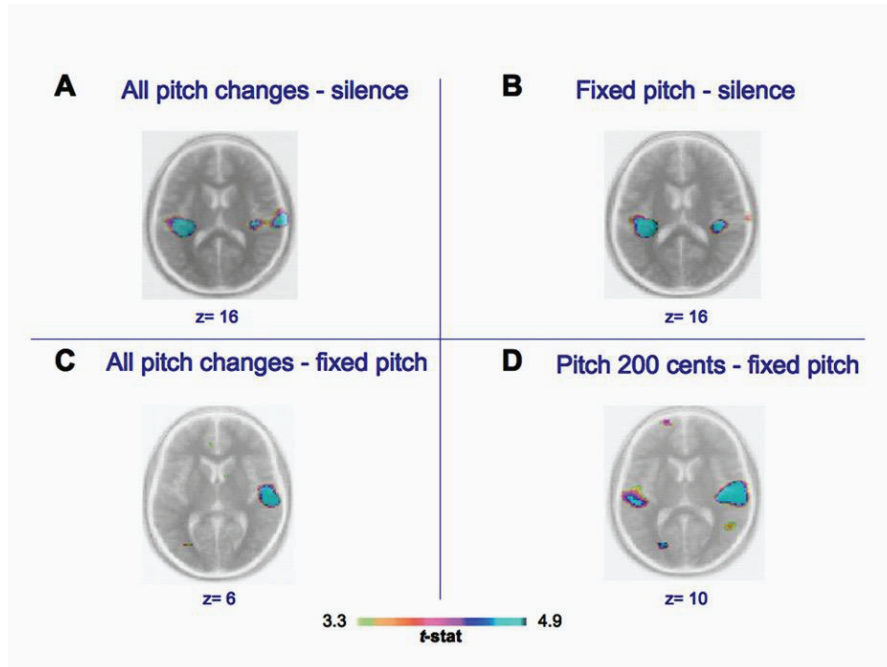 A All pitch changes - silence
B Fixed pitch - silence
z= 16
z= 16
C All pitch changes - fixed pitch
D Pitch 200 cents - fixed pitch
z= 6
z= 10
3.3 4.9
t-stat